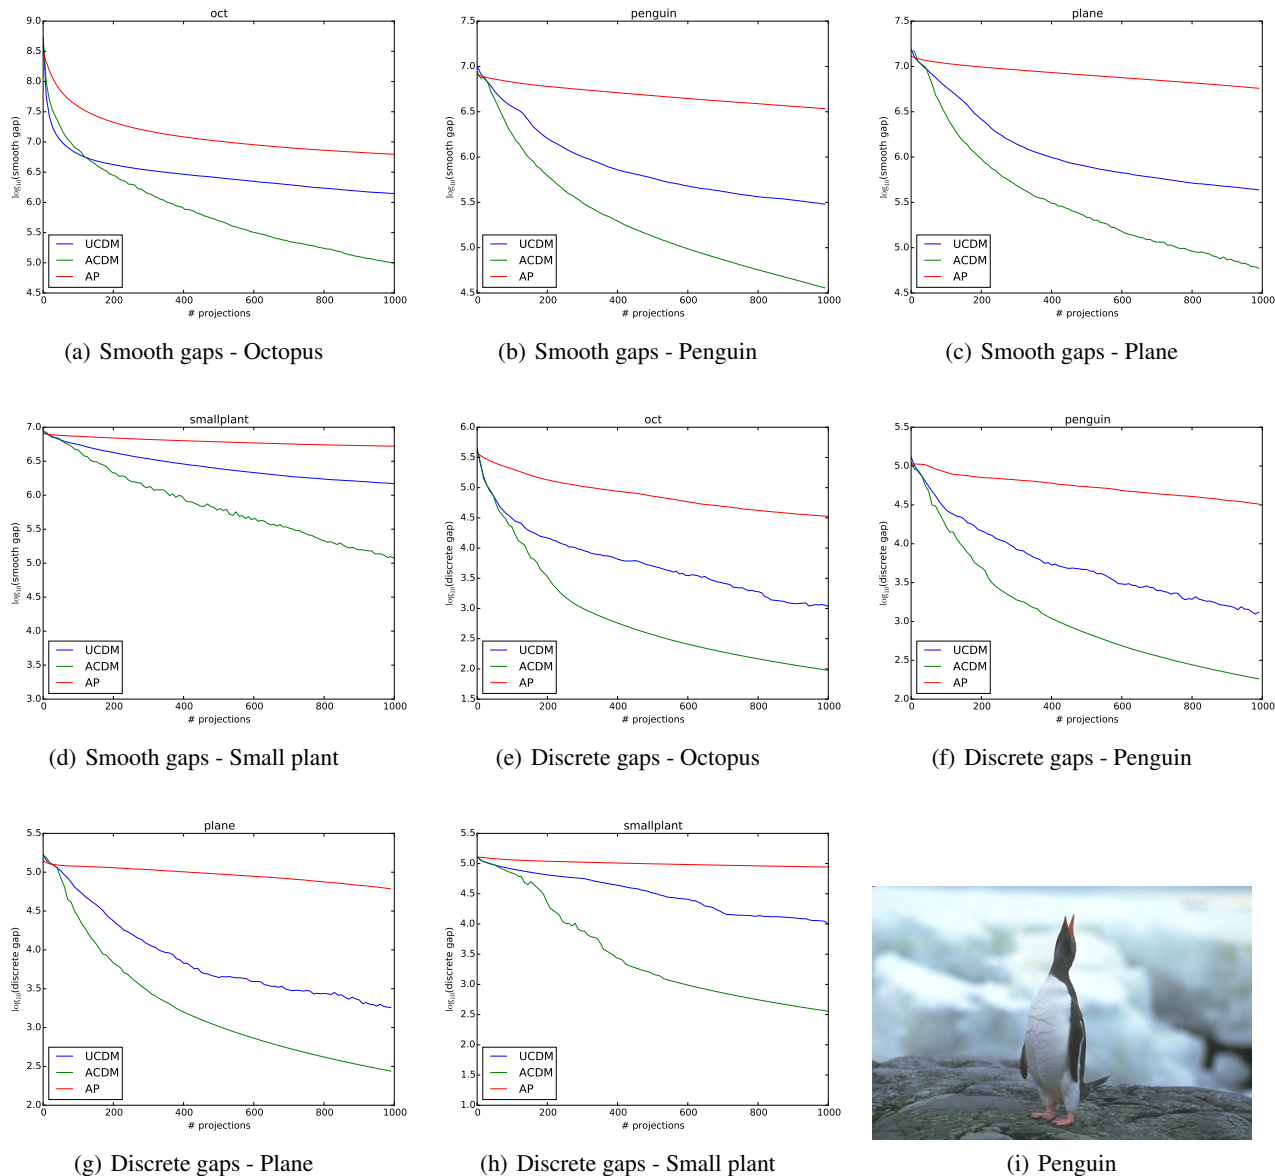 oct
9.0
8.5
8.0
7.5
7.0
6.5
6.0
5.5
5.0
4.5
log₁₀(smooth gap)
UCDM
ACDM
AP
0 200 400 600 800 1000
# projections
(a) Smooth gaps - Octopus
penguin
7.5
7.0
6.5
6.0
5.5
5.0
4.5
log₁₀(smooth gap)
UCDM
ACDM
AP
0 200 400 600 800 1000
# projections
(b) Smooth gaps - Penguin
plane
7.5
7.0
6.5
6.0
5.5
5.0
4.5
log₁₀(smooth gap)
UCDM
ACDM
AP
0 200 400 600 800 1000
# projections
(c) Smooth gaps - Plane
smallplant
7.0
6.5
6.0
5.5
5.0
4.5
4.0
3.5
3.0
log₁₀(smooth gap)
UCDM
ACDM
AP
0 200 400 600 800 1000
# projections
(d) Smooth gaps - Small plant
oct
6.0
5.5
5.0
4.5
4.0
3.5
3.0
2.5
2.0
1.5
log₁₀(discrete gap)
UCDM
ACDM
AP
0 200 400 600 800 1000
# projections
(e) Discrete gaps - Octopus
penguin
5.5
5.0
4.5
4.0
3.5
3.0
2.5
2.0
log₁₀(discrete gap)
UCDM
ACDM
AP
0 200 400 600 800 1000
# projections
(f) Discrete gaps - Penguin
plane
5.5
5.0
4.5
4.0
3.5
3.0
2.5
2.0
log₁₀(discrete gap)
UCDM
ACDM
AP
0 200 400 600 800 1000
# projections
(g) Discrete gaps - Plane
smallplant
5.5
5.0
4.5
4.0
3.5
3.0
2.5
2.0
1.5
1.0
log₁₀(discrete gap)
UCDM
ACDM
AP
0 200 400 600 800 1000
# projections
(h) Discrete gaps - Small plant
(i) Penguin